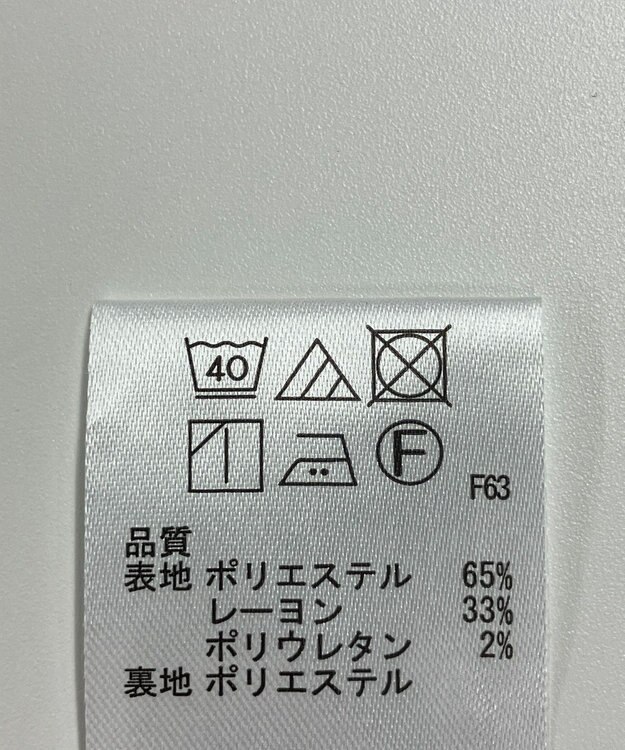 40
F
F63
品質
表地 ポリエステル 65%
レーヨン 33%
ポリウレタン 2%
裏地 ポリエステル